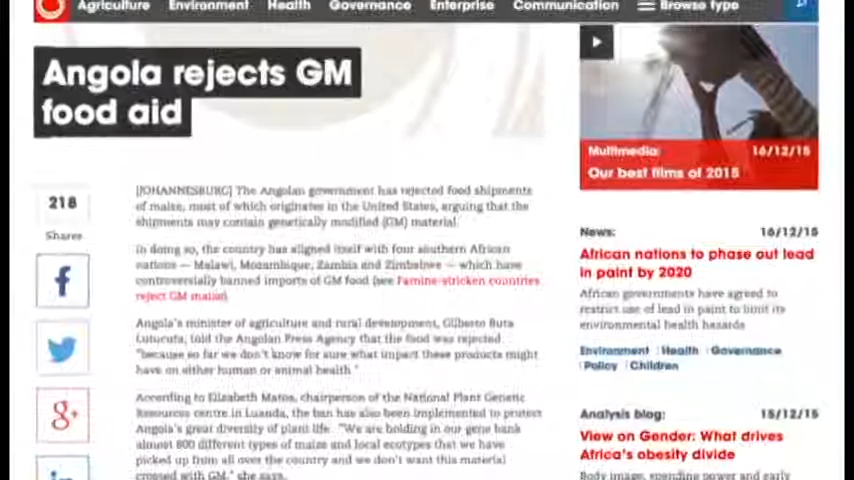 Agriculture Environment Health Governance Enterprise Communication Browse type
Angola rejects GM
food aid
218
Shares
[JOHANNESBURG] The Angolan government has rejected food shipments
of maize, most of which originates in the United States, arguing that the
shipments may contain genetically modified (GM) material.
In doing so, the country has aligned itself with four southern African
nations — Malawi, Mozambique, Zambia and Zimbabwe — which have
controversially banned imports of GM food (see Famine-stricken countries
reject GM maize)
Angola's minister of agriculture and rural development, Gilberto Buta
Lutucuta, told the Angolan Press Agency that the food was rejected
"because so far we don't know for sure what impact these products might
have on either human or animal health."
According to Elizabeth Matos, chairperson of the National Plant Genetic
Resources centre in Luanda, the ban has also been implemented to protect
Angola's great diversity of plant life. "We are holding in our gene bank
almost 800 different types of maize and local ecotypes that we have
picked up from all over the country and we don't want this material
crossed with GM," she says.
Multimedia: 16/12/15
Our best films of 2015
News: 16/12/15
African nations to phase out lead
in paint by 2020
African governments have agreed to
restrict use of lead in paint to limit its
environmental health hazards
Environment Health Governance
Policy Children
Analysis blog: 15/12/15
View on Gender: What drives
Africa's obesity divide
Body image, spending power and early